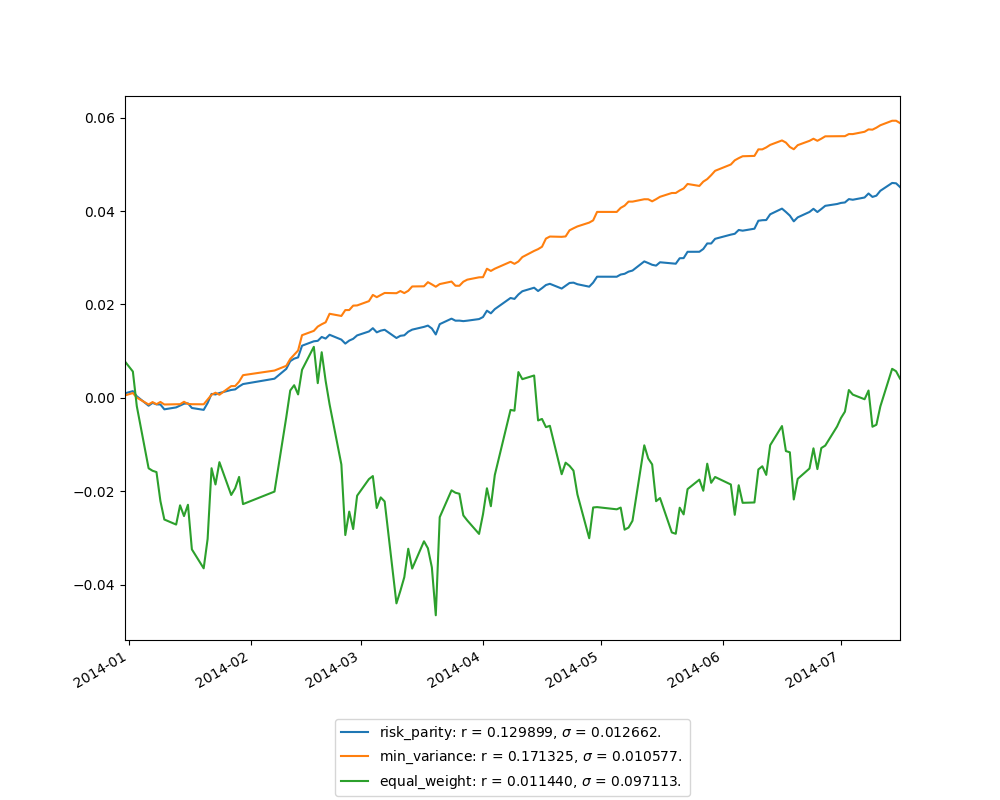 0.06
0.04
0.02
0.00
−0.02
−0.04
2014-01 2014-02 2014-03 2014-04 2014-05 2014-06 2014-07
risk_parity: r = 0.129899, σ = 0.012662.
min_variance: r = 0.171325, σ = 0.010577.
equal_weight: r = 0.011440, σ = 0.097113.